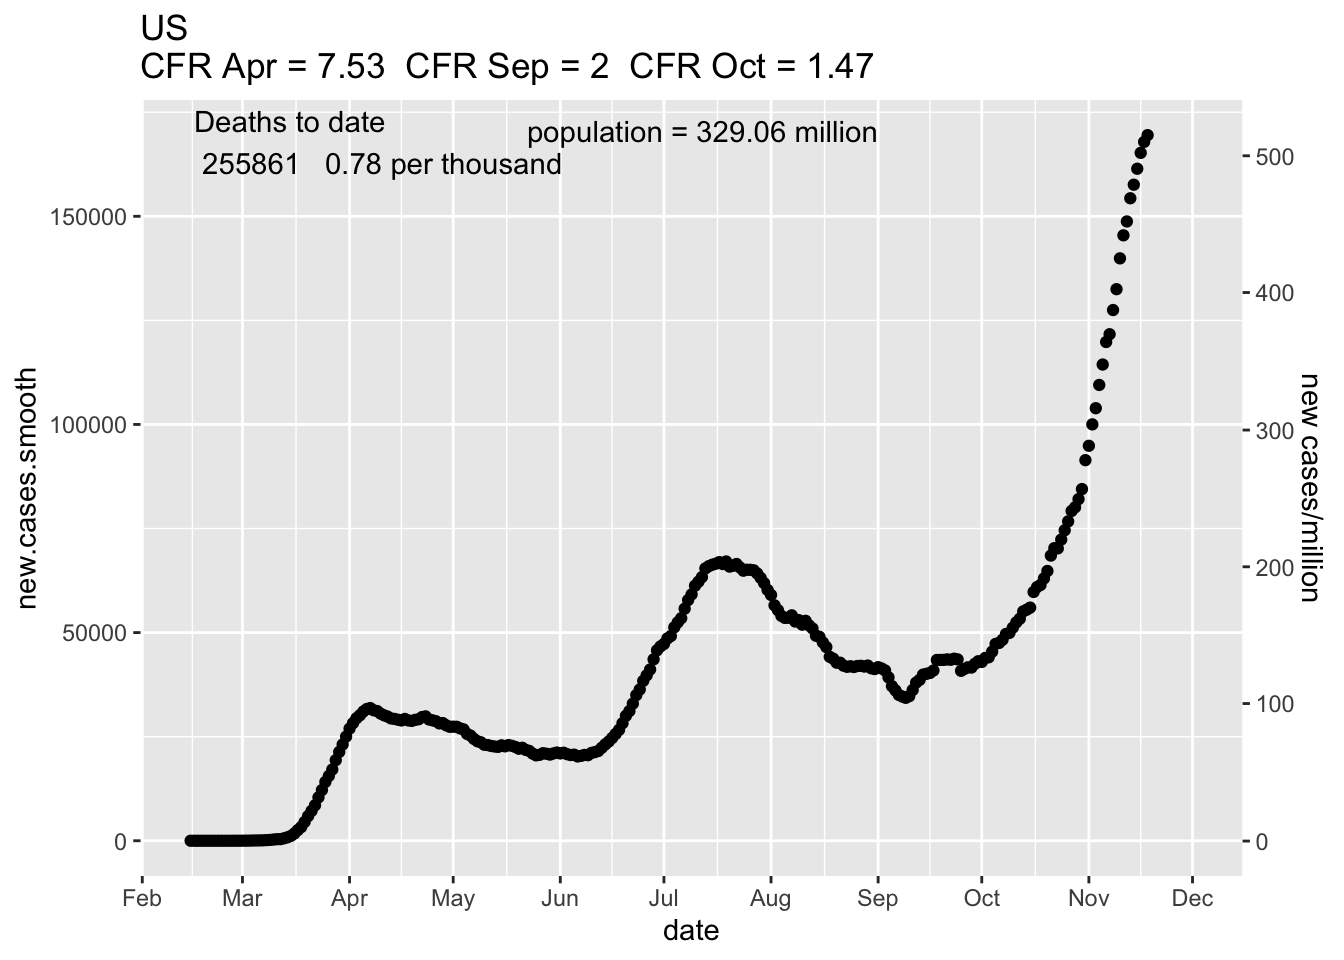 US
CFR Apr = 7.53  CFR Sep = 2  CFR Oct = 1.47
Deaths to date
255861   0.78 per thousand
population = 329.06 million
new.cases.smooth
150000
100000
50000
0
500
400
300
200
100
0
new cases/million
Feb Mar Apr May Jun Jul Aug Sep Oct Nov Dec
date